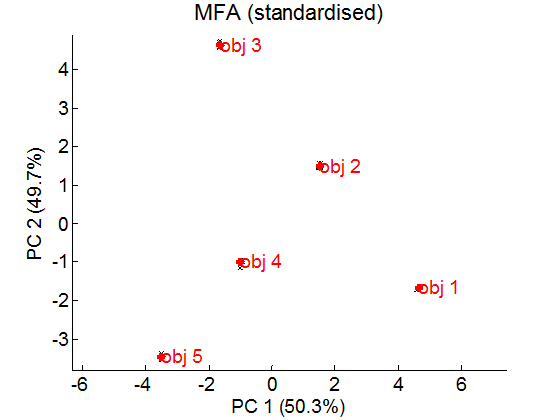 MFA (standardised)
4
3
2
1
0
-1
-2
-3
PC 2 (49.7%)
obj 3
obj 2
obj 4
obj 1
obj 5
-6 -4 -2 0 2 4 6
PC 1 (50.3%)